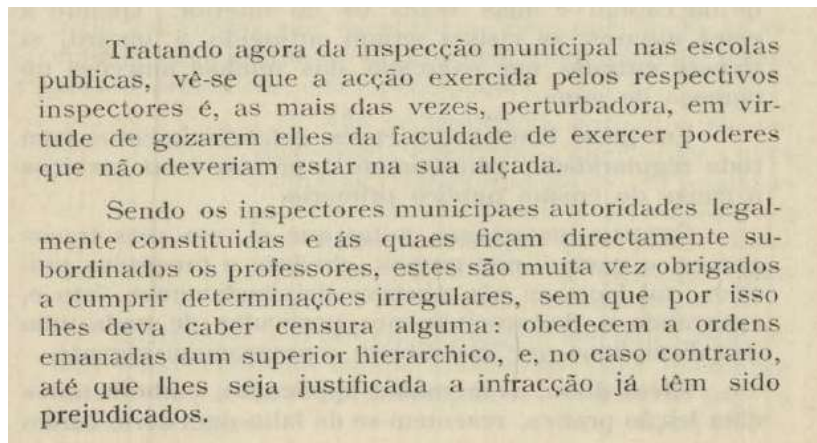 Tratando agora da inspecção municipal nas escolas
publicas, vê-se que a acção exercida pelos respectivos
inspectores é, as mais das vezes, perturbadora, em vir-
tude de gozarem elles da faculdade de exercer poderes
que não deveriam estar na sua alçada.
Sendo os inspectores municipaes autoridades legal-
mente constituidas e ás quaes ficam directamente su-
bordinados os professores, estes são muita vez obrigados
a cumprir determinações irregulares, sem que por isso
lhes deva caber censura alguma: obedecem a ordens
emanadas dum superior hierarchico, e, no caso contrario,
até que lhes seja justificada a infracção já têm sido
prejudicados.